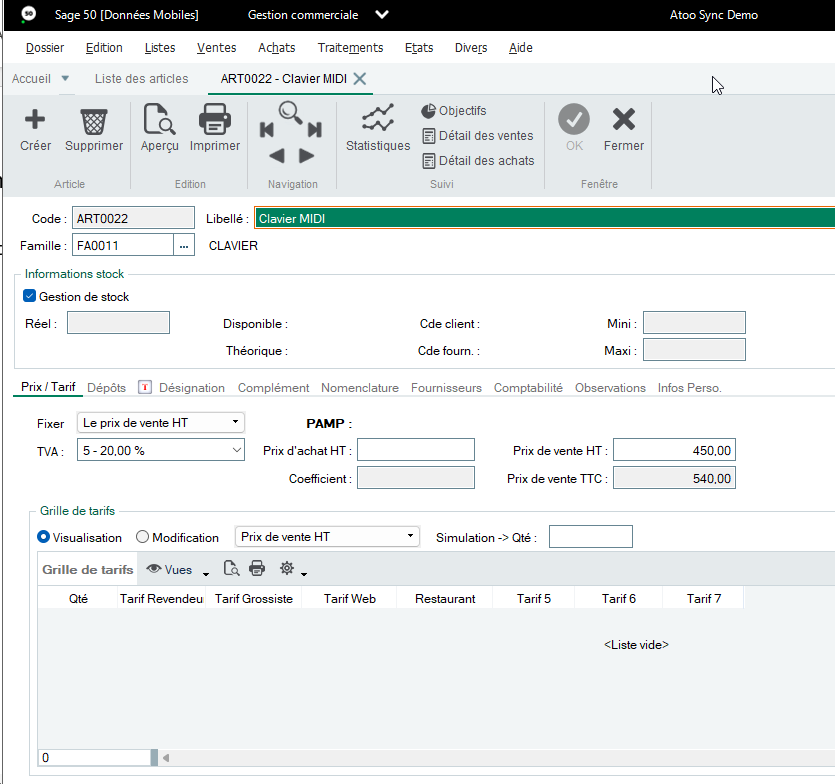 50 Sage 50 [Données Mobiles] Gestion commerciale Atoo Sync Demo
Dossier Edition Listes Ventes Achats Traitements Etats Divers Aide
Accueil Liste des articles ART0022 - Clavier MIDI
Créer Supprimer Aperçu Imprimer Statistiques Objectifs
Détail des ventes
Détail des achats
OK Fermer
Article Edition Navigation Suivi Fenêtre
Code : ART0022 Libellé : Clavier MIDI
Famille : FA0011 ... CLAVIER
Informations stock
Gestion de stock
Réel : Disponible : Cde client : Mini :
Théorique : Cde fourn. : Maxi :
Prix / Tarif Dépôts T Désignation Complément Nomenclature Fournisseurs Comptabilité Observations Infos Perso.
Fixer Le prix de vente HT PAMP :
TVA : 5 - 20,00 % Prix d'achat HT : Prix de vente HT : 450,00
Coefficient : Prix de vente TTC : 540,00
Grille de tarifs
Visualisation Modification Prix de vente HT Simulation -> Qté :
Grille de tarifs Vues
Qté Tarif Revendeu Tarif Grossiste Tarif Web Restaurant Tarif 5 Tarif 6 Tarif 7
<Liste vide>
0